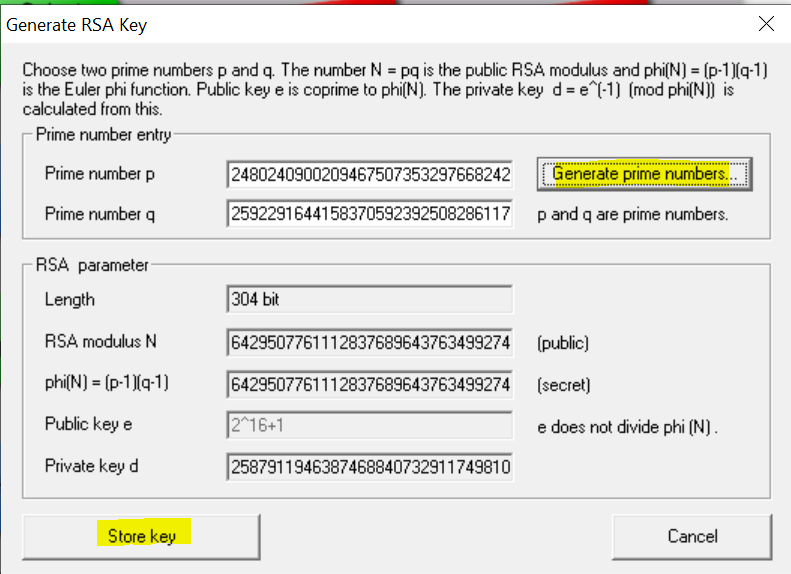 Generate RSA Key
Choose two prime numbers p and q. The number N = pq is the public RSA modulus and phi(N) = (p-1)(q-1)
is the Euler phi function. Public key e is coprime to phi(N). The private key d = e^(-1) (mod phi(N)) is
calculated from this.
Prime number entry
Prime number p 2480240900209467507353297668242 Generate prime numbers...
Prime number q 2592291644158370592392508286117 p and q are prime numbers.
RSA parameter
Length 304 bit
RSA modulus N 6429507761112837689643763499274 (public)
phi(N) = (p-1)(q-1) 6429507761112837689643763499274 (secret)
Public key e 2^16+1 e does not divide phi (N) .
Private key d 2587911946387468840732911749810
Store key Cancel